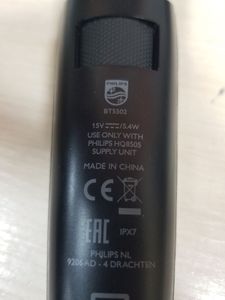 PHILIPS
BT5502
15V ⎓/5.4W
USE ONLY WITH
PHILIPS HQ8505
SUPPLY UNIT
MADE IN CHINA
CE
EAC IPX7
PHILIPS NL
9206 AD - 4 DRACHTEN